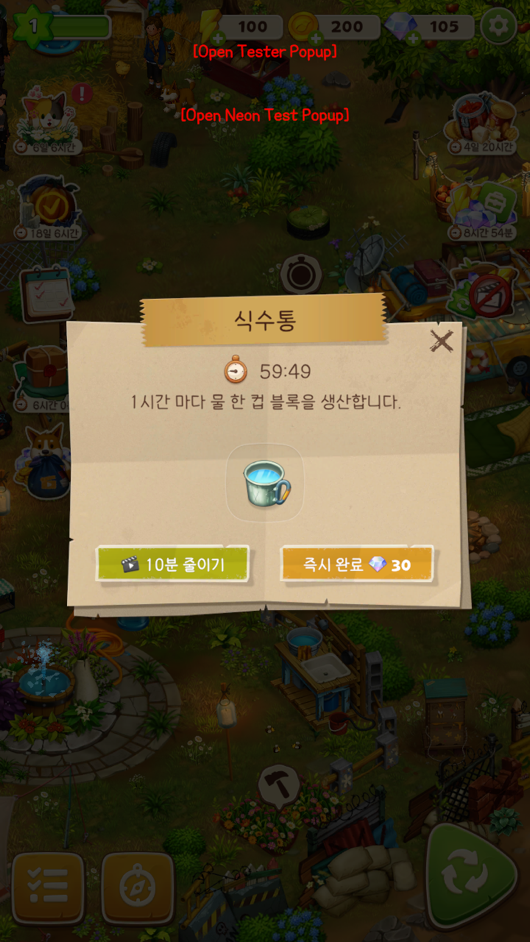 1
100
200
105
[Open Tester Popup]
[Open Neon Test Popup]
6일 6시간
4일 20시간
18일 6시간
8시간 54분
6시간
식수통
59:49
1시간 마다 물 한 컵 블록을 생산합니다.
10분 줄이기
즉시 완료 30